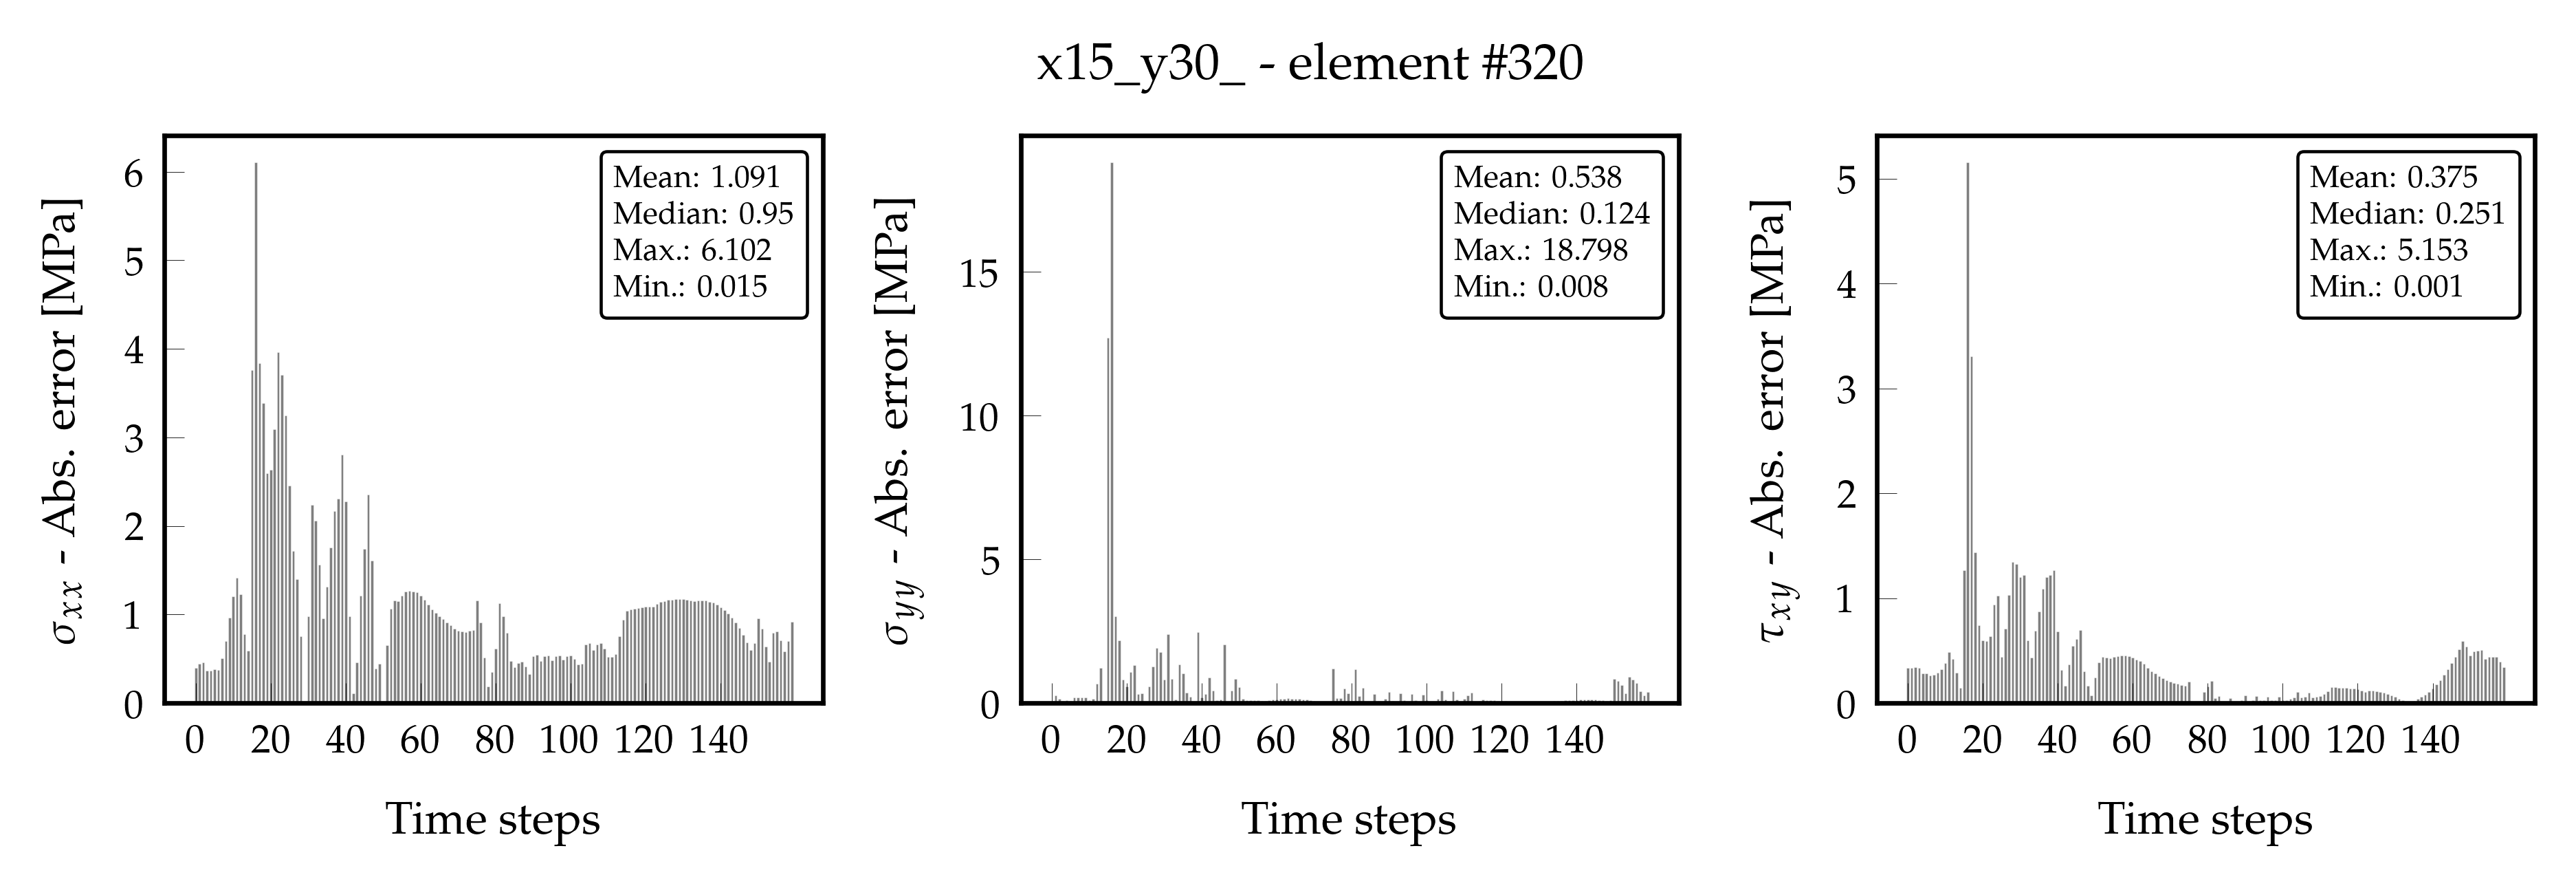 x15_y30_ - element #320
σxx - Abs. error [MPa]
6
5
4
3
2
1
0
Mean: 1.091
Median: 0.95
Max.: 6.102
Min.: 0.015
0 20 40 60 80 100 120 140
Time steps
σyy - Abs. error [MPa]
15
10
5
0
Mean: 0.538
Median: 0.124
Max.: 18.798
Min.: 0.008
0 20 40 60 80 100 120 140
Time steps
τxy - Abs. error [MPa]
5
4
3
2
1
0
Mean: 0.375
Median: 0.251
Max.: 5.153
Min.: 0.001
0 20 40 60 80 100 120 140
Time steps